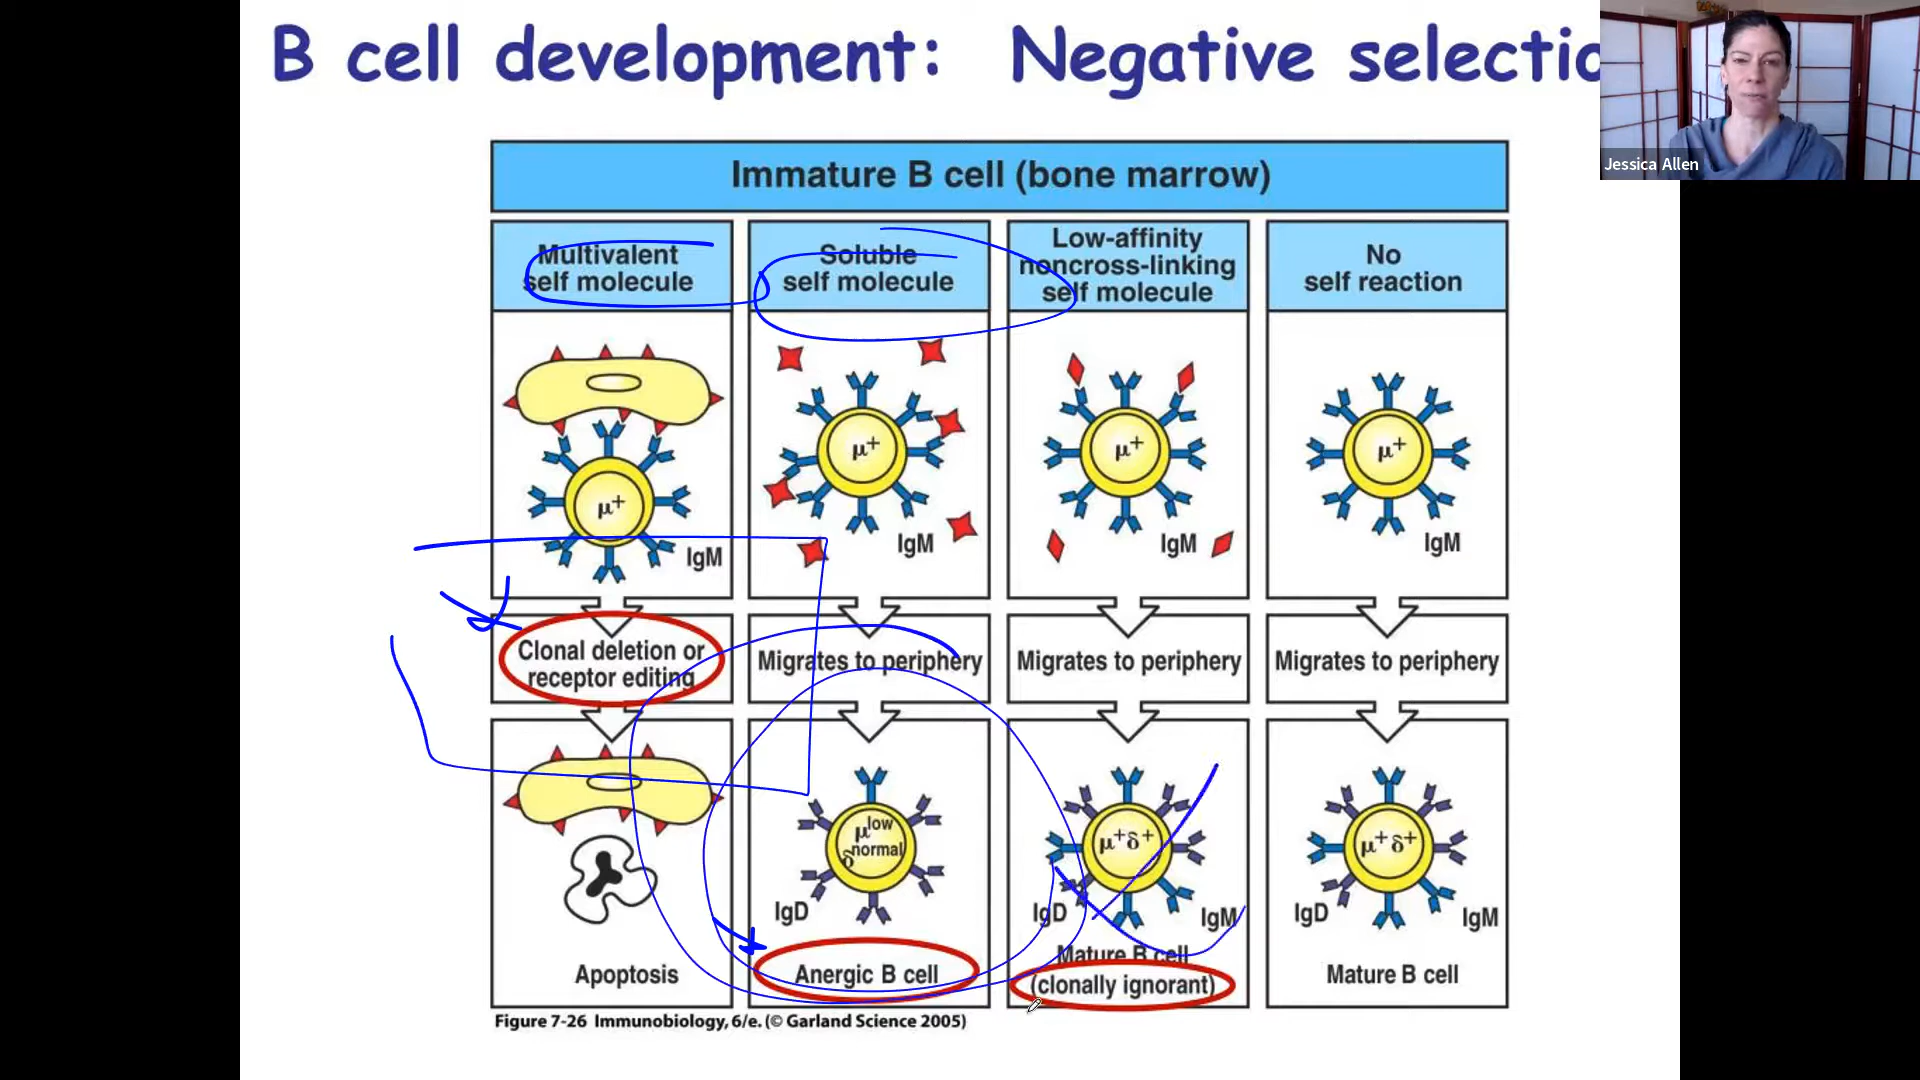 B cell development: Negative selectio
Jessica Allen
Immature B cell (bone marrow)
Multivalent
self molecule
Soluble
self molecule
Low-affinity
noncross-linking
self molecule
No
self reaction
μ+
IgM
μ+
IgM
μ+
IgM
μ+
IgM
Clonal deletion or
receptor editing
Migrates to periphery
Migrates to periphery
Migrates to periphery
Apoptosis
μlow
δnormal
IgD
Anergic B cell
μ+δ+
IgD
IgM
Mature B cell
(clonally ignorant)
μ+δ+
IgD
IgM
Mature B cell
Figure 7-26 Immunobiology, 6/e. (© Garland Science 2005)